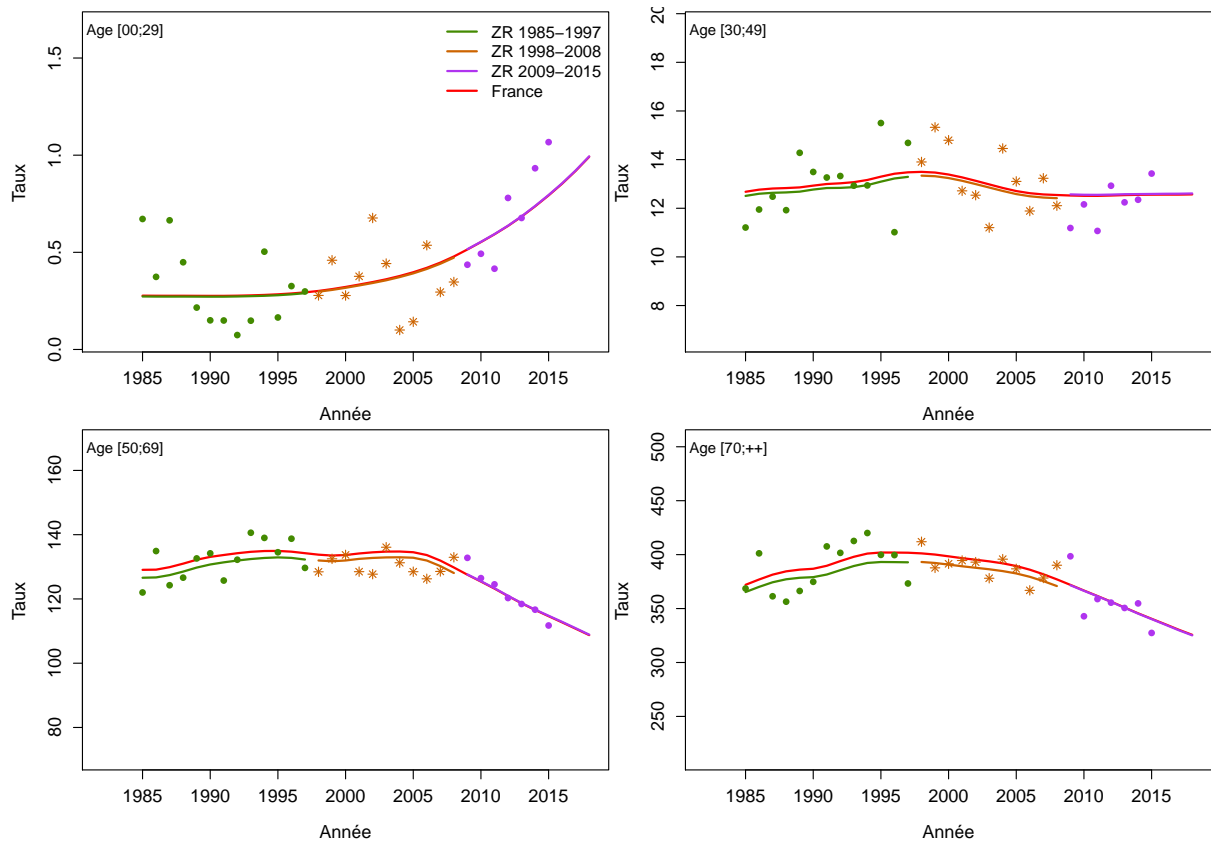 Age [00;29]
ZR 1985−1997
ZR 1998−2008
ZR 2009−2015
France
Taux
1.5
1.0
0.5
0.0
1985 1990 1995 2000 2005 2010 2015
Année
Age [30;49]
Taux
20
18
16
14
12
10
8
1985 1990 1995 2000 2005 2010 2015
Année
Age [50;69]
Taux
160
140
120
100
80
1985 1990 1995 2000 2005 2010 2015
Année
Age [70;++]
Taux
500
450
400
350
300
250
1985 1990 1995 2000 2005 2010 2015
Année